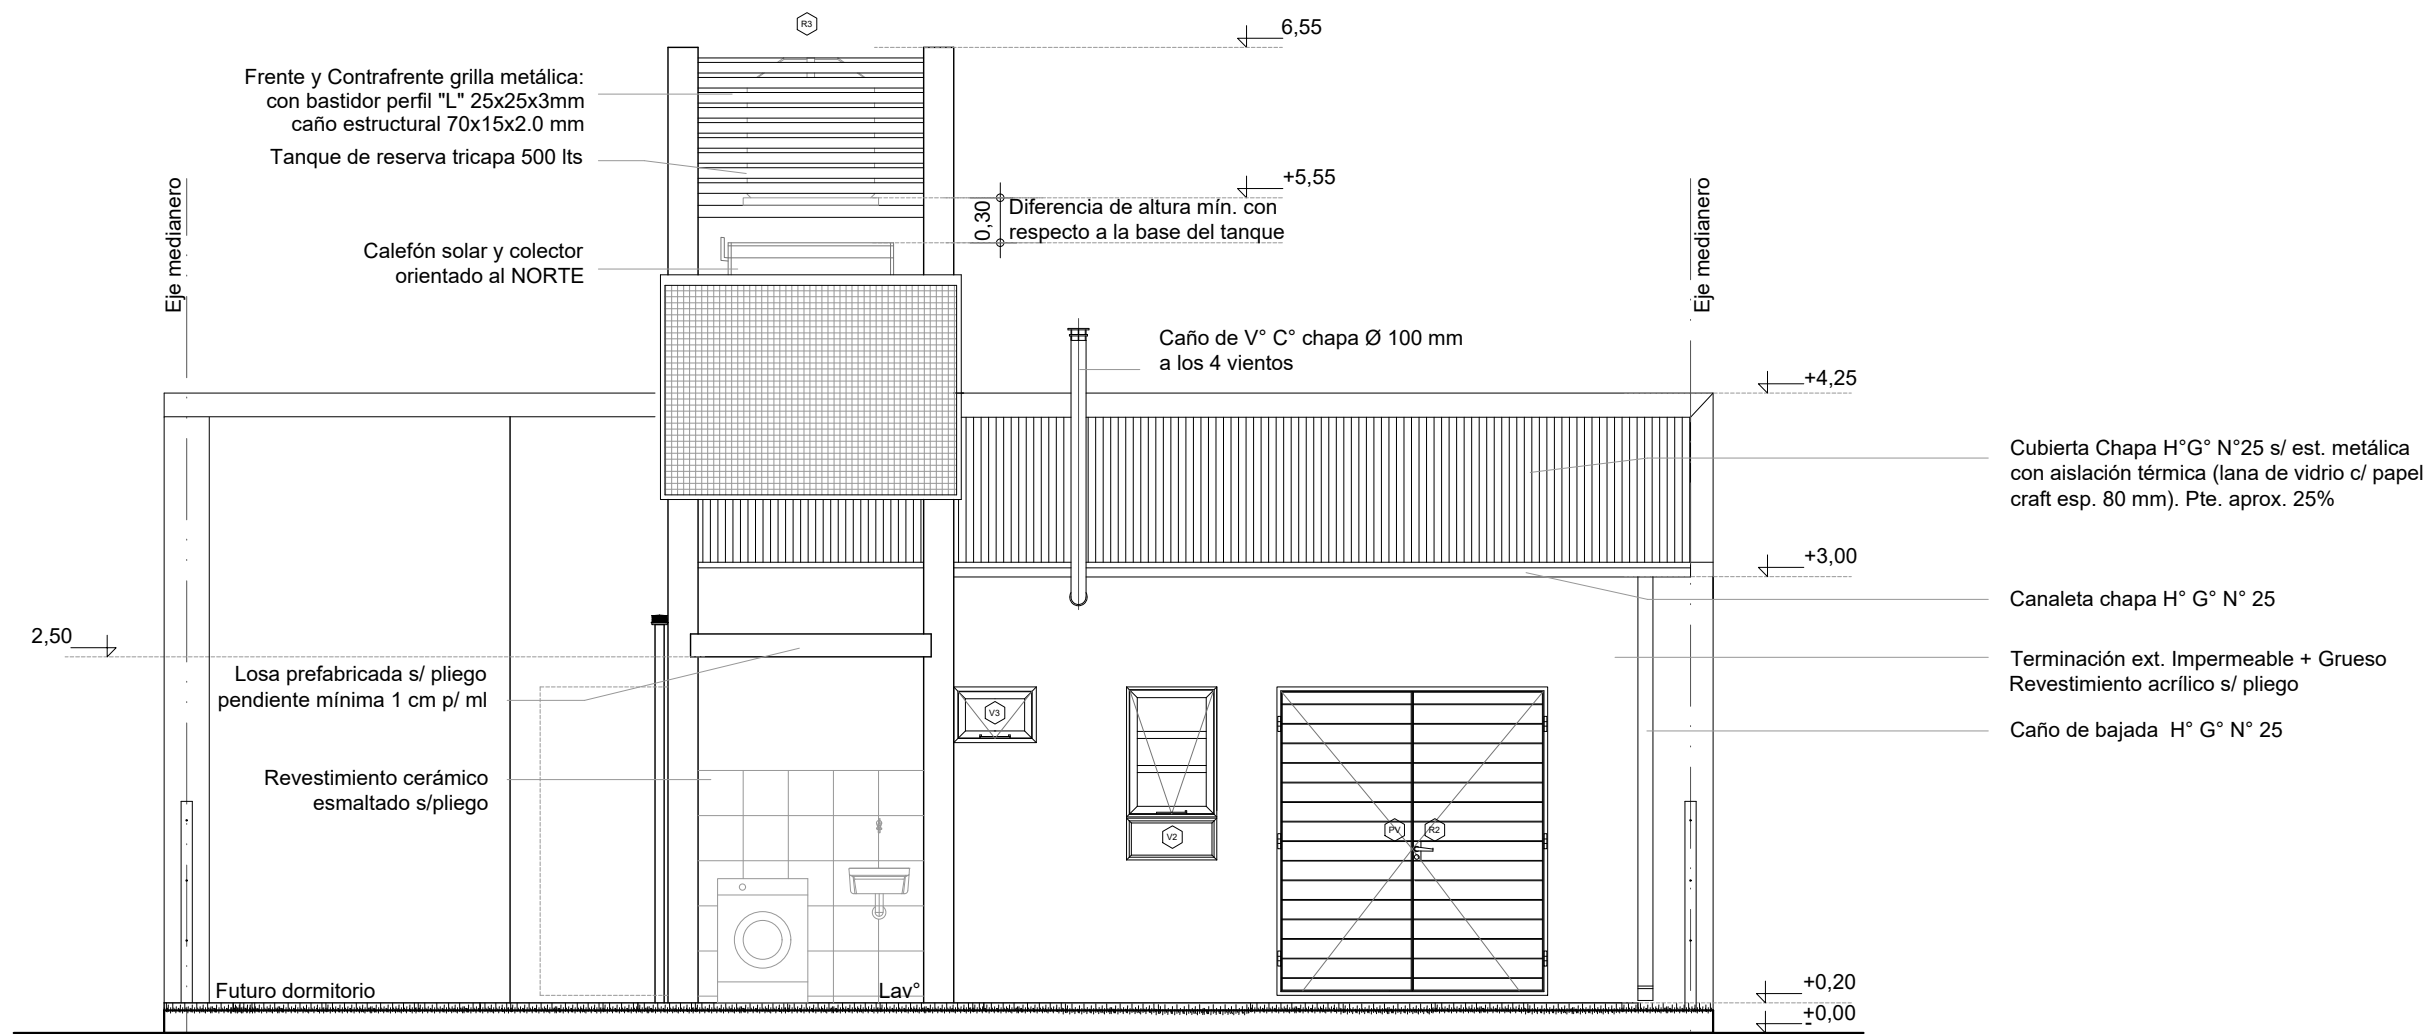 R3
6,55
Frente y Contrafrente grilla metálica:
con bastidor perfil "L" 25x25x3mm
caño estructural 70x15x2.0 mm
Tanque de reserva tricapa 500 lts
+5,55
Eje medianero
0,30
Diferencia de altura mín. con
respecto a la base del tanque
Eje medianero
Calefón solar y colector
orientado al NORTE
Caño de V° C° chapa Ø 100 mm
a los 4 vientos
+4,25
Cubierta Chapa H°G° N°25 s/ est. metálica
con aislación térmica (lana de vidrio c/ papel
craft esp. 80 mm). Pte. aprox. 25%
+3,00
Canaleta chapa H° G° N° 25
2,50
Losa prefabricada s/ pliego
pendiente mínima 1 cm p/ ml
Terminación ext. Impermeable + Grueso
Revestimiento acrílico s/ pliego
V3
Caño de bajada H° G° N° 25
Revestimiento cerámico
esmaltado s/pliego
V2
PV
R2
Futuro dormitorio
Lav°
+0,20
+0,00